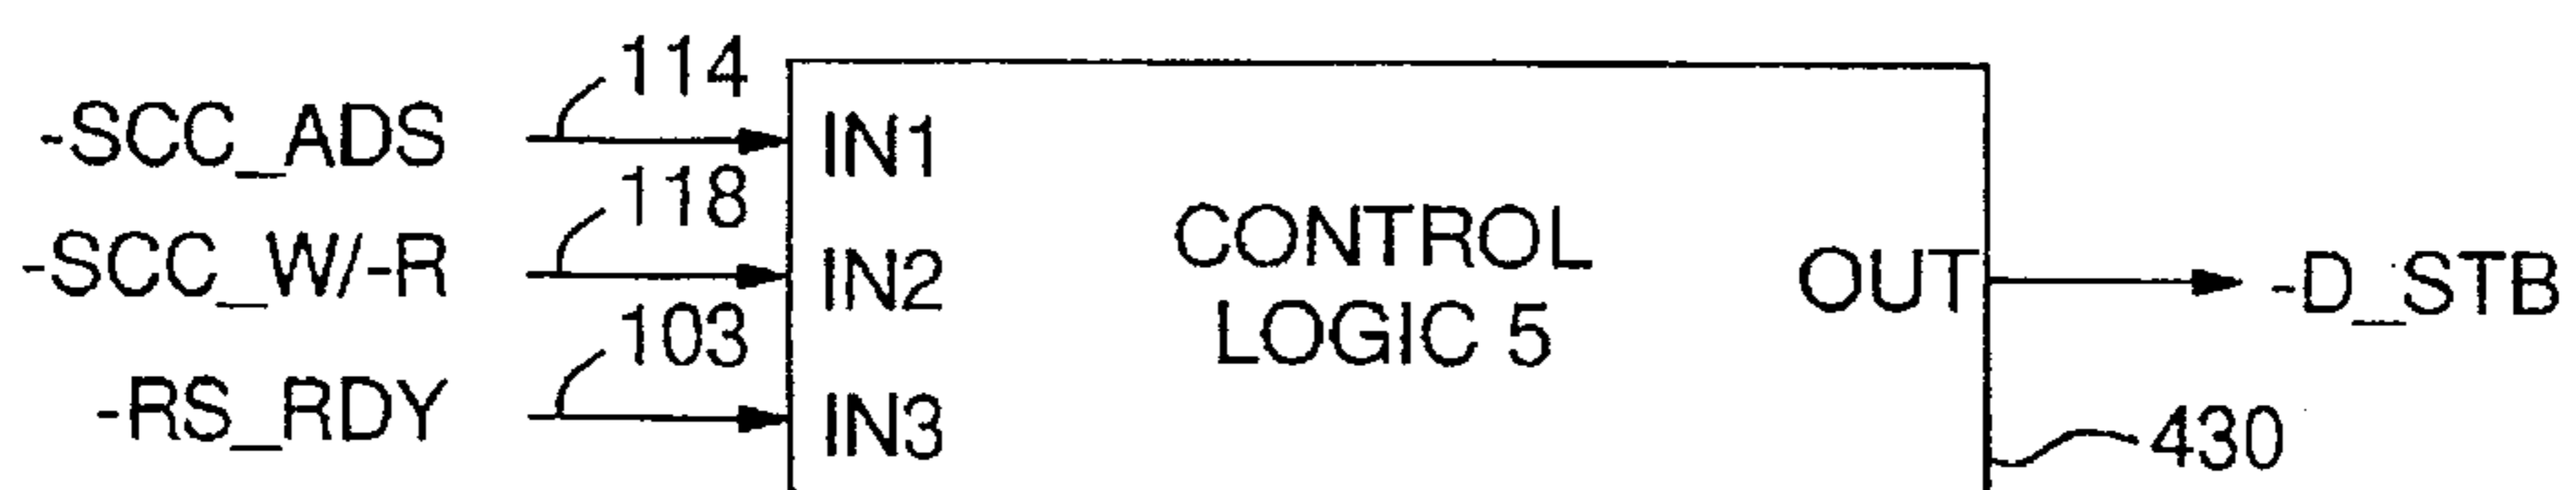 114
-SCC_ADS
IN1
118
-SCC_W/-R
IN2
103
-RS_RDY
IN3
CONTROL
LOGIC 5
OUT
-D_STB
430